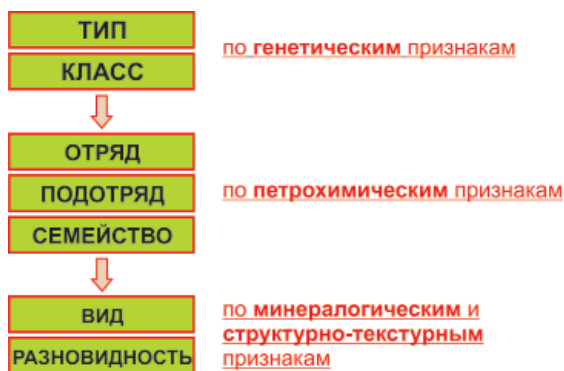 ТИП
КЛАСС
по генетическим признакам
ОТРЯД
ПОДОТРЯД
СЕМЕЙСТВО
по петрохимическим признакам
ВИД
РАЗНОВИДНОСТЬ
по минералогическим и
структурно-текстурным
признакам